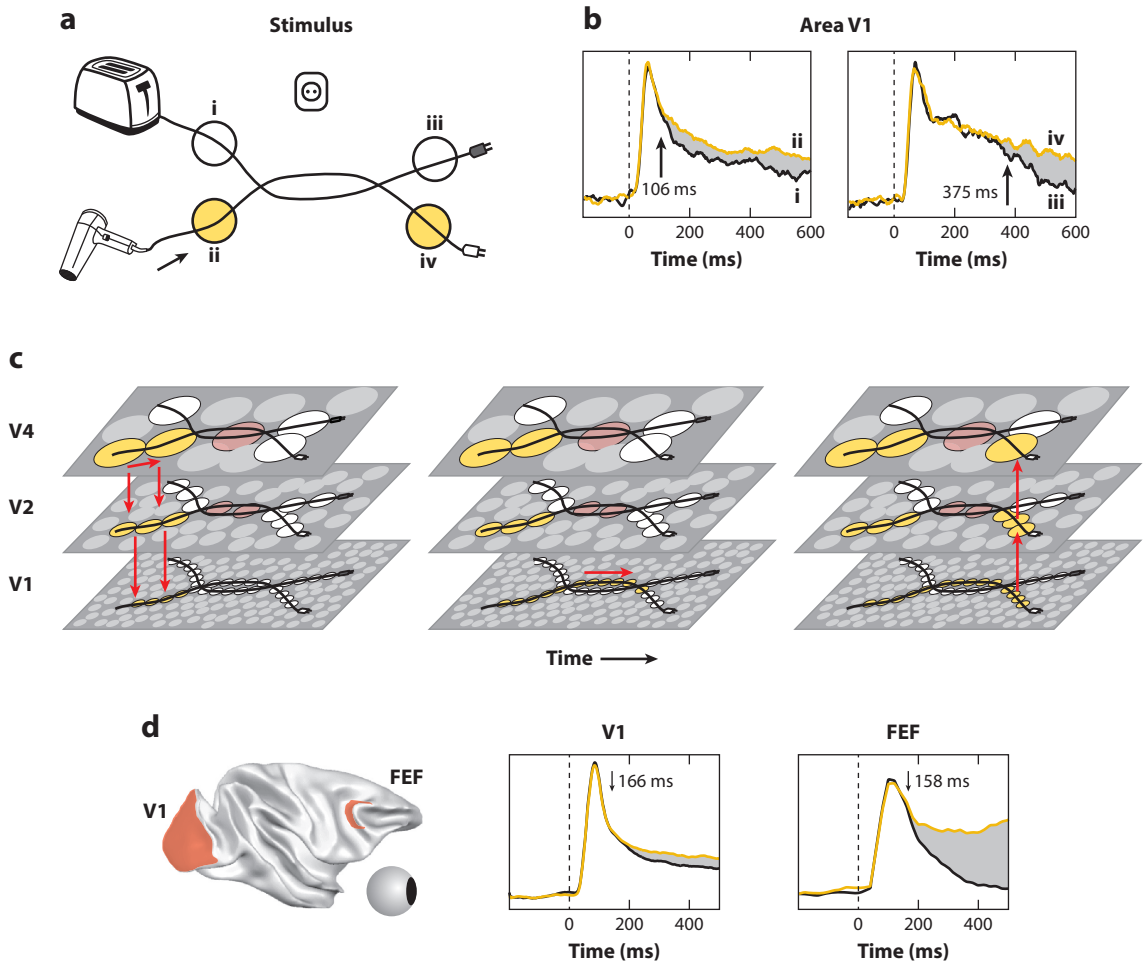 a
Stimulus
i
iii
ii
iv
b
Area V1
ii
106 ms
i
0 200 400 600
Time (ms)
iv
375 ms
iii
0 200 400 600
Time (ms)
c
V4
V2
V1
Time
d
V1
FEF
V1
166 ms
0 200 400
Time (ms)
FEF
158 ms
0 200 400
Time (ms)